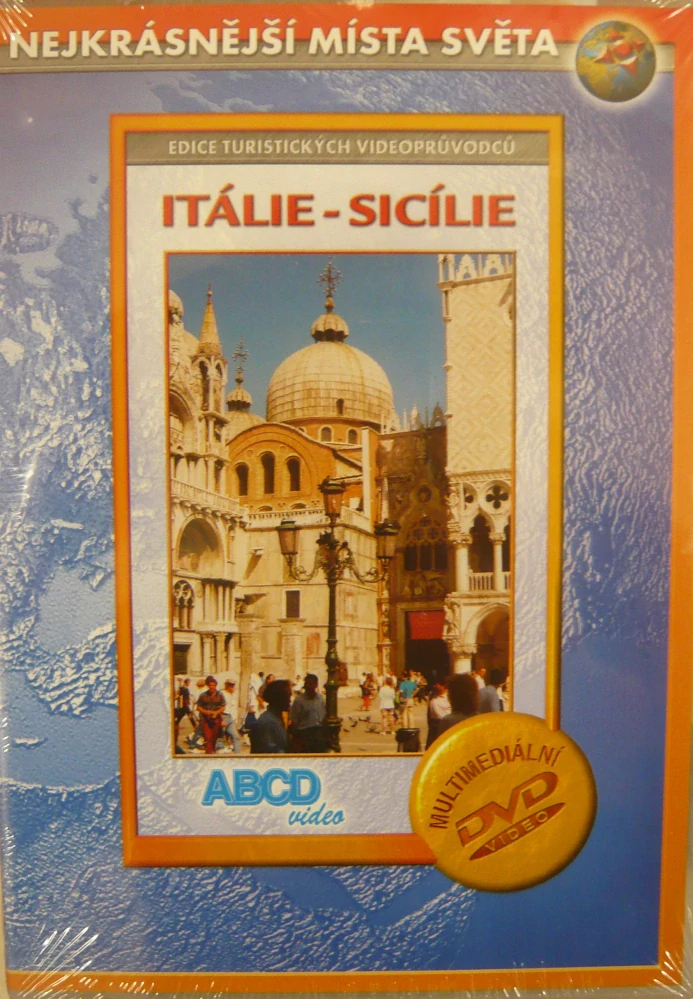 NEJKRÁSNĚJŠÍ MÍSTA SVĚTA
EDICE TURISTICKÝCH VIDEOPRŮVODCŮ
ITÁLIE - SICÍLIE
ABCD
video
MULTIMEDIÁLNÍ
DVD
VIDEO